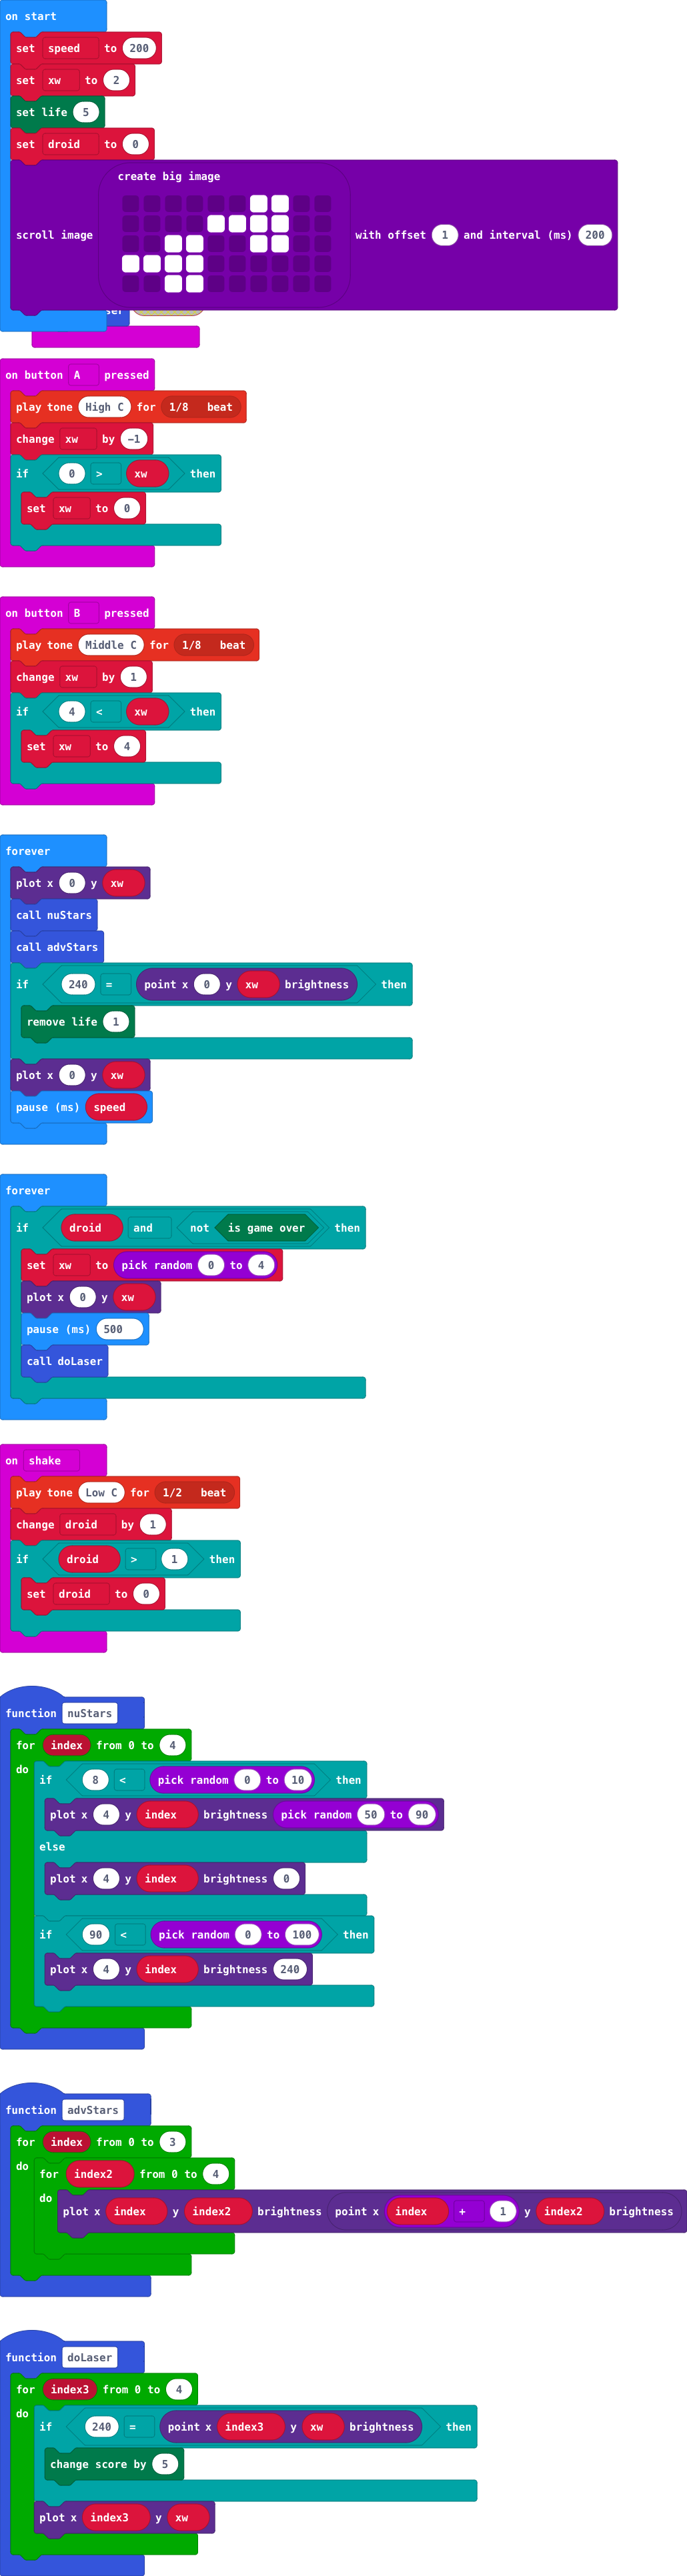 on start
set speed to 200
set xw to 2
set life 5
set droid to 0
create big image
scroll image with offset 1 and interval (ms) 200
on button A pressed
play tone High C for 1/8 beat
change xw by −1
if 0 > xw then
set xw to 0
on button B pressed
play tone Middle C for 1/8 beat
change xw by 1
if 4 < xw then
set xw to 4
forever
plot x 0 y xw
call nuStars
call advStars
if 240 = point x 0 y xw brightness then
remove life 1
plot x 0 y xw
pause (ms) speed
forever
if droid and not is game over then
set xw to pick random 0 to 4
plot x 0 y xw
pause (ms) 500
call doLaser
on shake
play tone Low C for 1/2 beat
change droid by 1
if droid > 1 then
set droid to 0
function nuStars
for index from 0 to 4
do
if 8 < pick random 0 to 10 then
plot x 4 y index brightness pick random 50 to 90
else
plot x 4 y index brightness 0
if 90 < pick random 0 to 100 then
plot x 4 y index brightness 240
function advStars
for index from 0 to 3
do
for index2 from 0 to 4
do
plot x index y index2 brightness point x index + 1 y index2 brightness
function doLaser
for index3 from 0 to 4
do
if 240 = point x index3 y xw brightness then
change score by 5
plot x index3 y xw